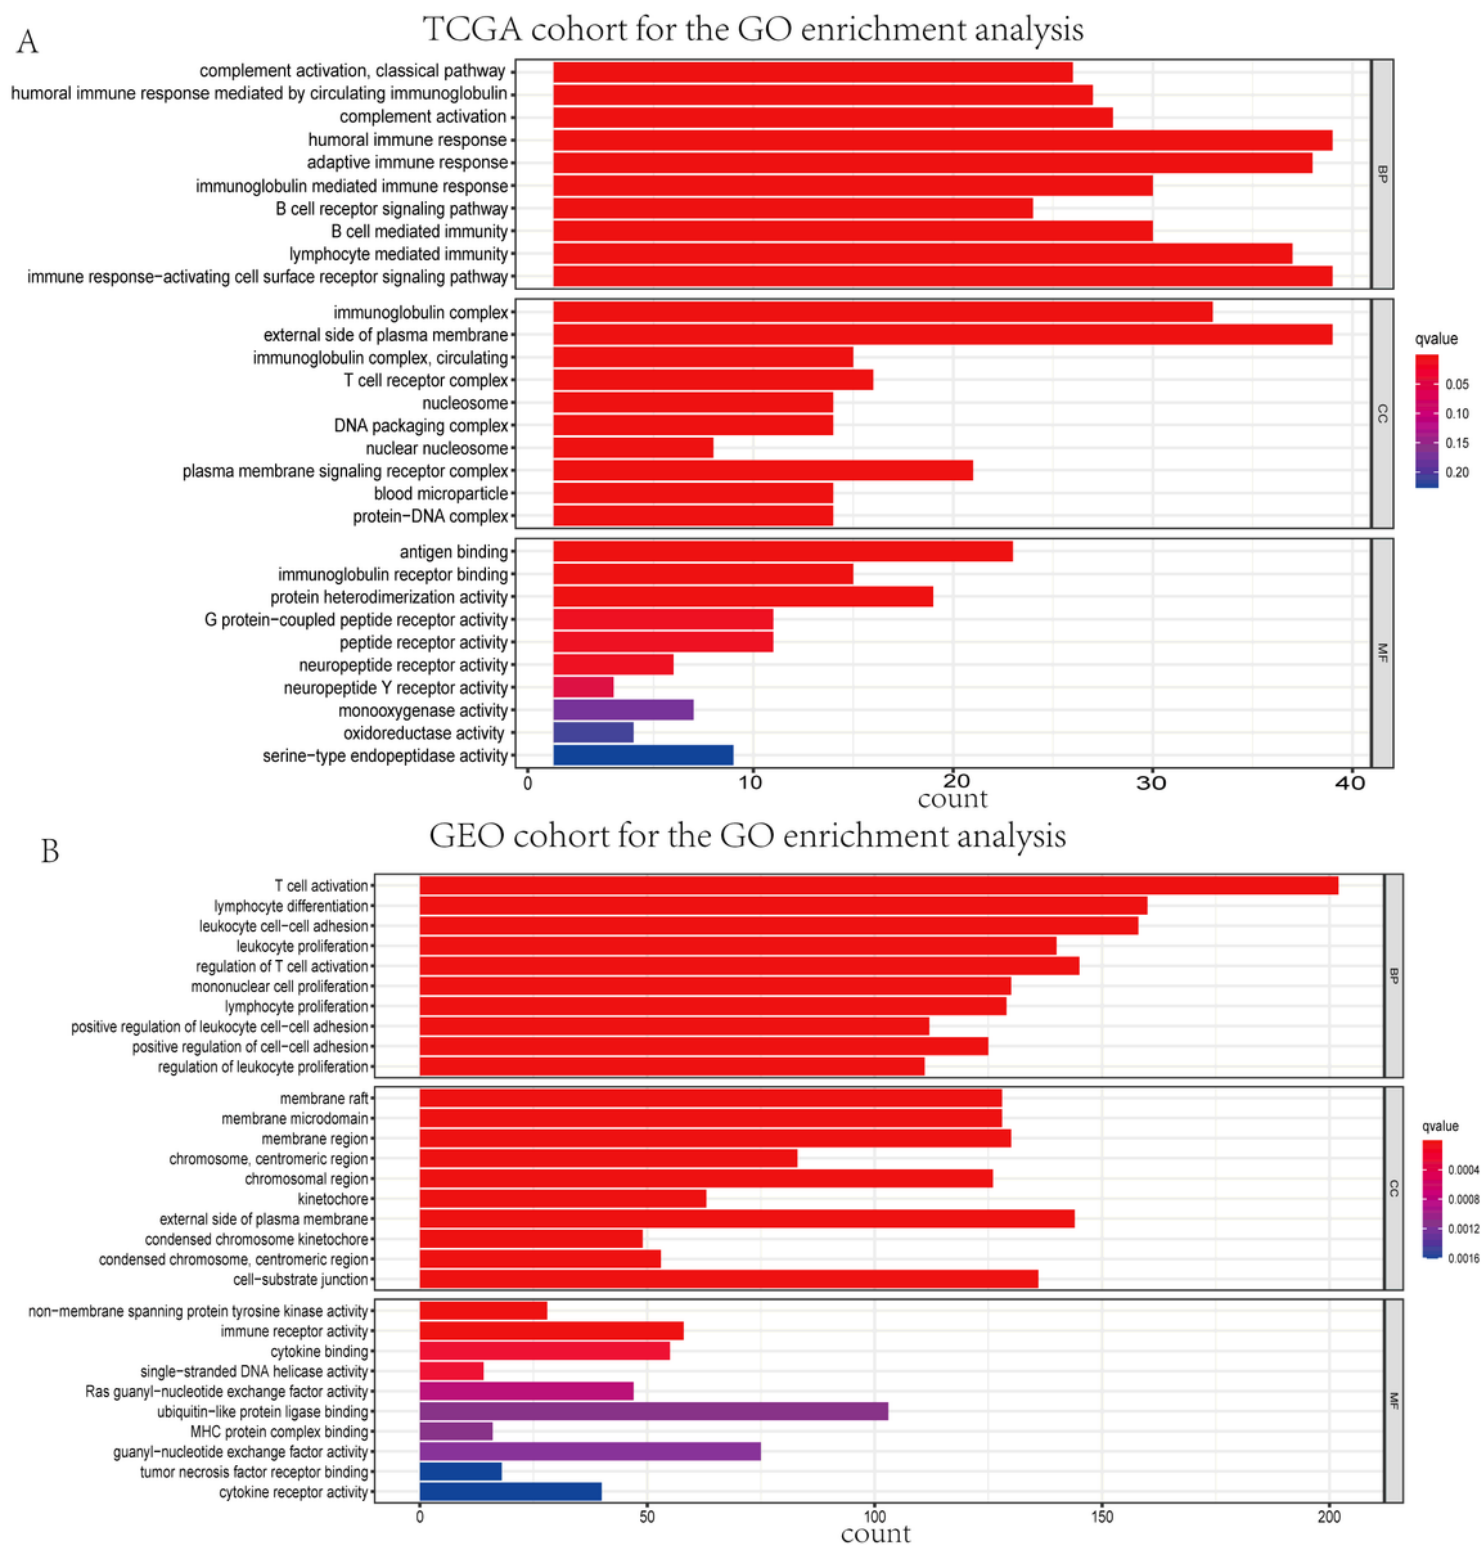 A
TCGA cohort for the GO enrichment analysis
complement activation, classical pathway
humoral immune response mediated by circulating immunoglobulin
complement activation
humoral immune response
adaptive immune response
immunoglobulin mediated immune response
B cell receptor signaling pathway
B cell mediated immunity
lymphocyte mediated immunity
immune response−activating cell surface receptor signaling pathway
BP
immunoglobulin complex
external side of plasma membrane
immunoglobulin complex, circulating
T cell receptor complex
nucleosome
DNA packaging complex
nuclear nucleosome
plasma membrane signaling receptor complex
blood microparticle
protein−DNA complex
CC
antigen binding
immunoglobulin receptor binding
protein heterodimerization activity
G protein−coupled peptide receptor activity
peptide receptor activity
neuropeptide receptor activity
neuropeptide Y receptor activity
monooxygenase activity
oxidoreductase activity
serine−type endopeptidase activity
MF
0 10 20 30 40
count
qvalue
0.05
0.10
0.15
0.20
B
GEO cohort for the GO enrichment analysis
T cell activation
lymphocyte differentiation
leukocyte cell−cell adhesion
leukocyte proliferation
regulation of T cell activation
mononuclear cell proliferation
lymphocyte proliferation
positive regulation of leukocyte cell−cell adhesion
positive regulation of cell−cell adhesion
regulation of leukocyte proliferation
BP
membrane raft
membrane microdomain
membrane region
chromosome, centromeric region
chromosomal region
kinetochore
external side of plasma membrane
condensed chromosome kinetochore
condensed chromosome, centromeric region
cell−substrate junction
CC
non−membrane spanning protein tyrosine kinase activity
immune receptor activity
cytokine binding
single−stranded DNA helicase activity
Ras guanyl−nucleotide exchange factor activity
ubiquitin−like protein ligase binding
MHC protein complex binding
guanyl−nucleotide exchange factor activity
tumor necrosis factor receptor binding
cytokine receptor activity
MF
0 50 100 150 200
count
qvalue
0.0004
0.0008
0.0012
0.0016